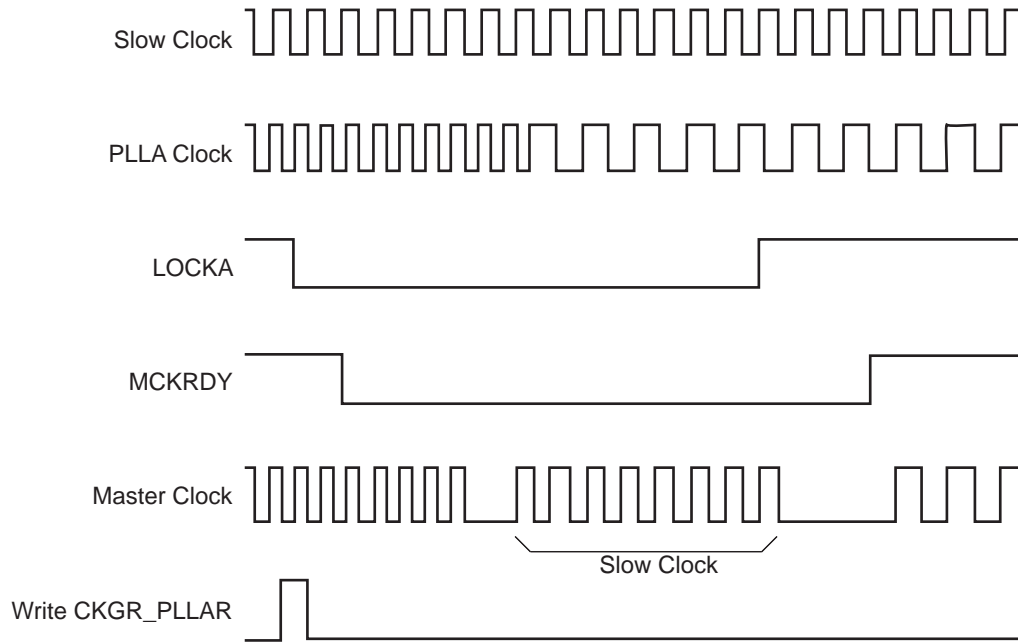 Slow Clock
PLLA Clock
LOCKA
MCKRDY
Master Clock
Slow Clock
Write CKGR_PLLAR